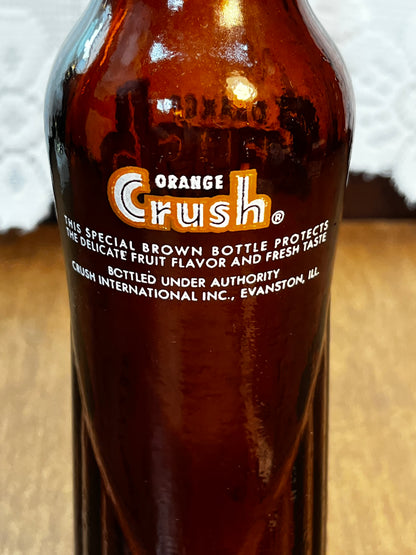 ORANGE
Crush®
THIS SPECIAL BROWN BOTTLE PROTECTS
THE DELICATE FRUIT FLAVOR AND FRESH TASTE
BOTTLED UNDER AUTHORITY
CRUSH INTERNATIONAL INC., EVANSTON, ILL.